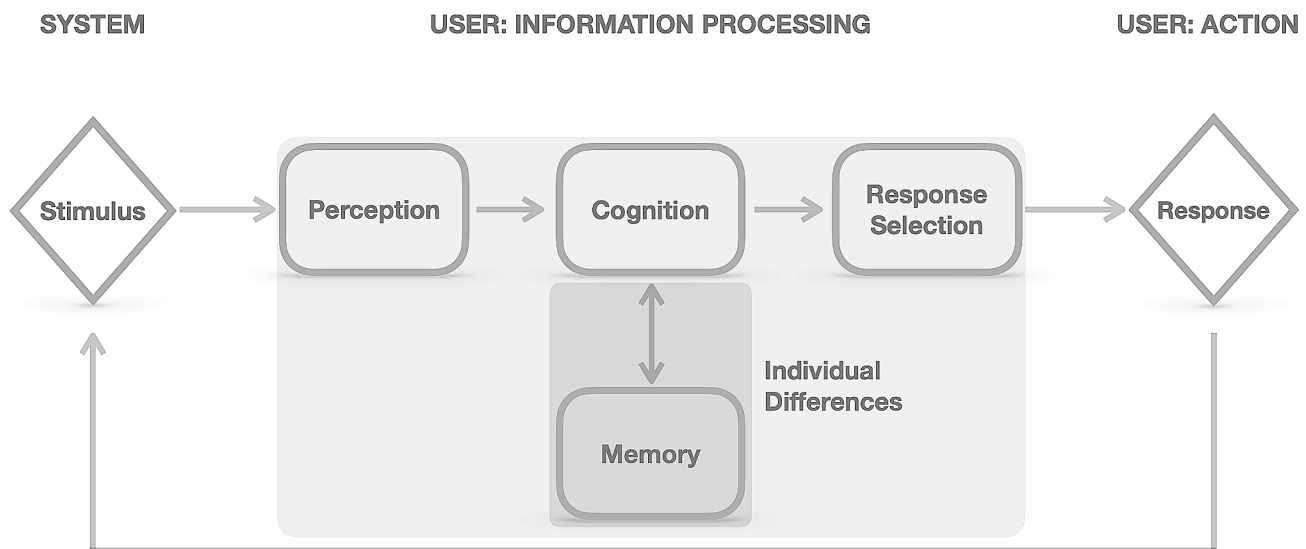 SYSTEM
USER: INFORMATION PROCESSING
USER: ACTION
Stimulus
Perception
Cognition
Response
Selection
Response
Individual
Differences
Memory